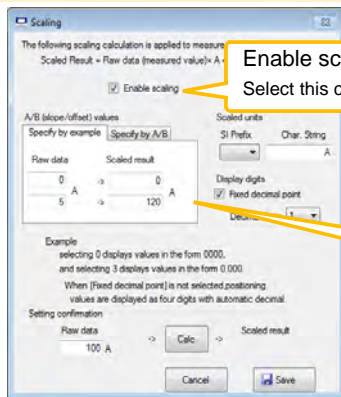 Scaling
The following scaling calculation is applied to measure
Scaled Result = Raw data (measured value)× A
Enable sc
Select this c
Enable scaling
A/B (slope/offset) values
Scaled units
Specify by example Specify by A/B
SI Prefix Char. String
A
Raw data Scaled result
0 -> 0
A A
5 -> 120
Display digits
Fixed decimal point
1
Example
selecting 0 displays values in the form 0000,
and selecting 3 displays values in the form 0.000
When [Fixed decimal point] is not selected,positioning
values are displayed as four digits with automatic decimal
Setting confirmation
Raw data Scaled result
100 A -> Calc ->
Cancel Save